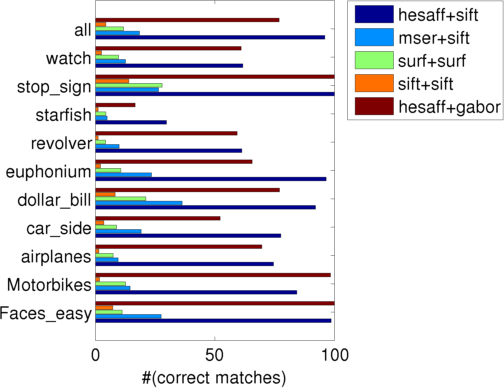 all
watch
stop_sign
starfish
revolver
euphonium
dollar_bill
car_side
airplanes
Motorbikes
Faces_easy
0 50 100
#(correct matches)
hesaff+sift
mser+sift
surf+surf
sift+sift
hesaff+gabor